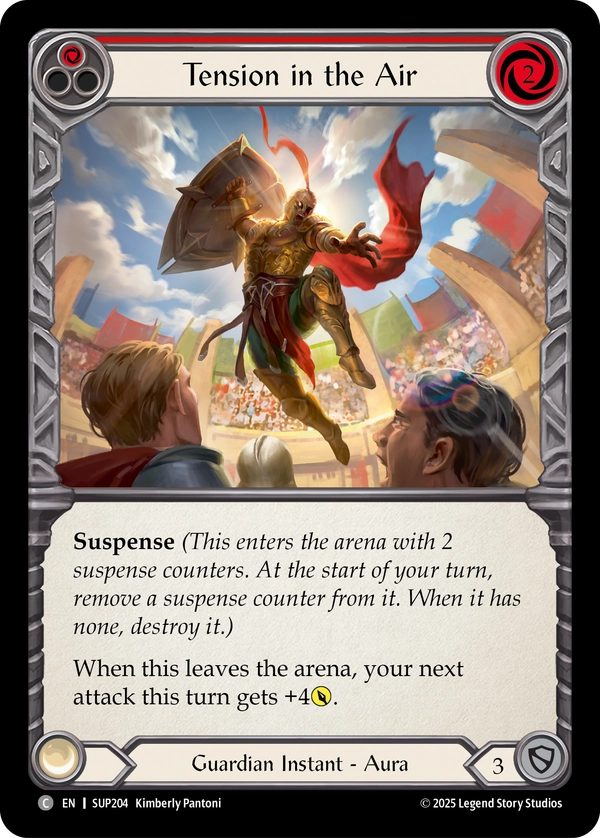 Tension in the Air
2
Suspense (This enters the arena with 2
suspense counters. At the start of your turn,
remove a suspense counter from it. When it has
none, destroy it.)
When this leaves the arena, your next
attack this turn gets +4.
Guardian Instant - Aura
3
C EN SUP204 Kimberly Pantoni
© 2025 Legend Story Studios